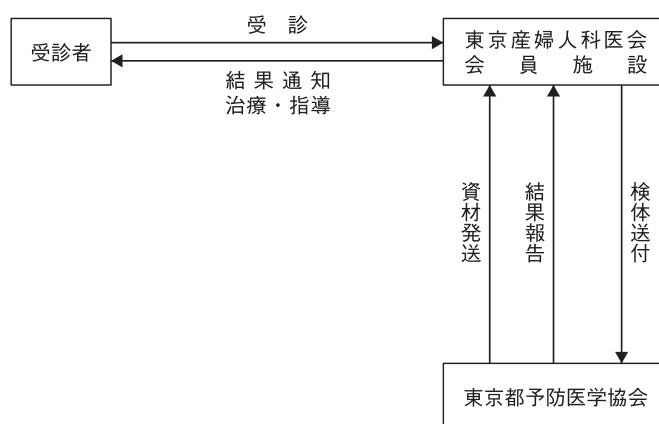 受診
受診者
東京産婦人科医会
会員施設
結果通知
治療・指導
資材発送
結果報告
検体送付
東京都予防医学協会